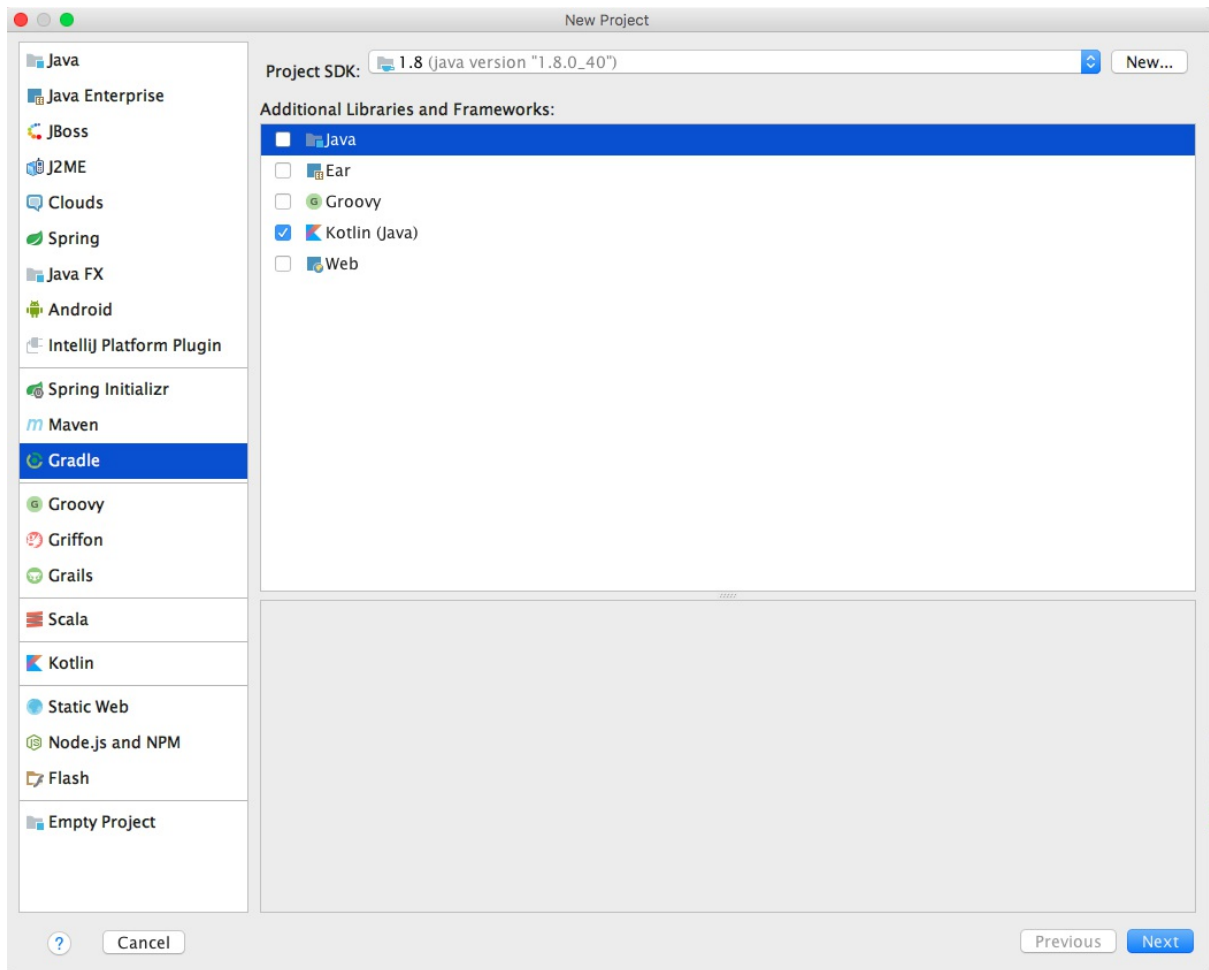 New Project
Java
Java Enterprise
JBoss
J2ME
Clouds
Spring
Java FX
Android
IntelliJ Platform Plugin
Spring Initializr
Maven
Gradle
Groovy
Griffon
Grails
Scala
Kotlin
Static Web
Node.js and NPM
Flash
Empty Project
Project SDK: 1.8 (java version "1.8.0_40") New...
Additional Libraries and Frameworks:
Java
Ear
Groovy
Kotlin (Java)
Web
? Cancel Previous Next